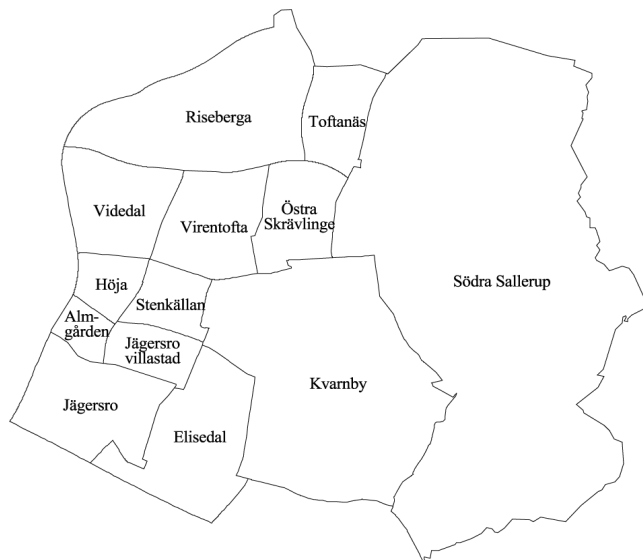 Riseberga
Toftanäs
Videdal
Virentofta
Östra
Skrävlinge
Södra Sallerup
Höja
Stenkällan
Alm-
gården
Jägersro
villastad
Kvarnby
Jägersro
Elisedal